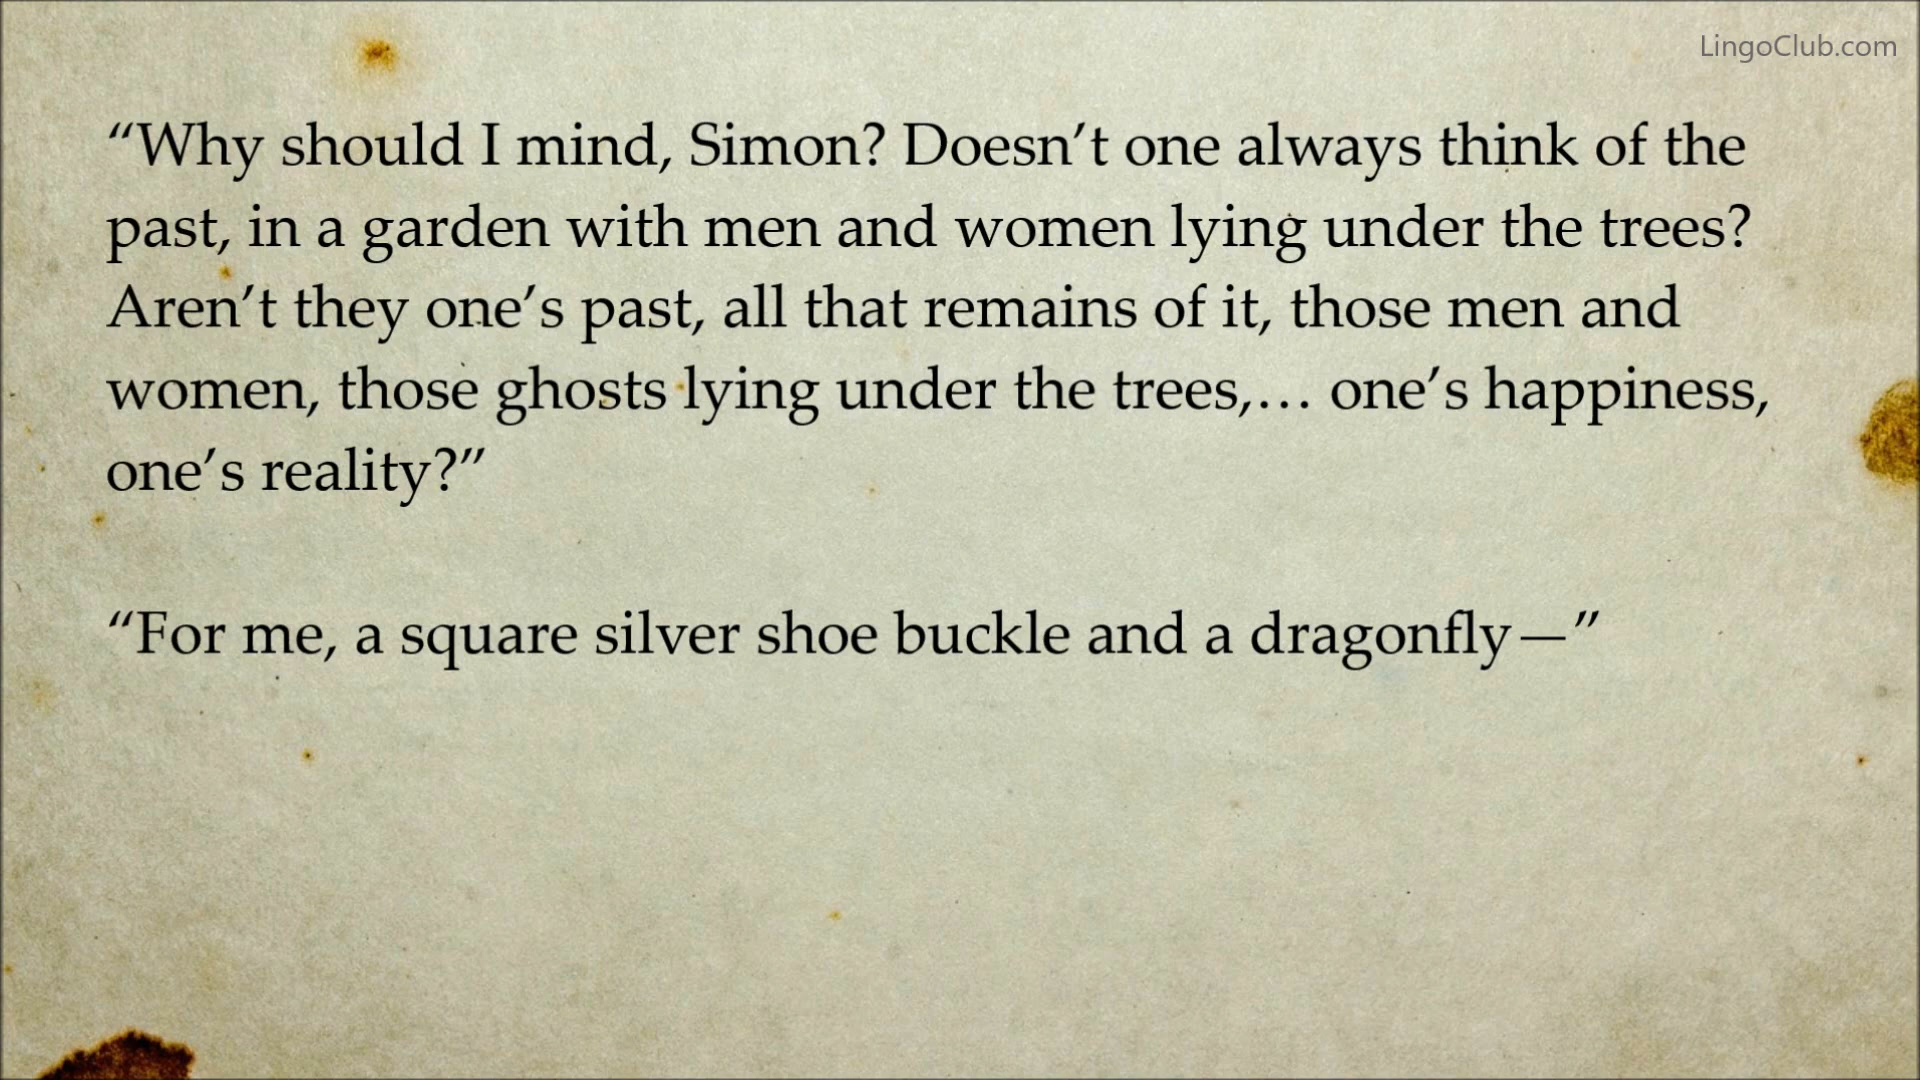 LingoClub.com
“Why should I mind, Simon? Doesn’t one always think of the
past, in a garden with men and women lying under the trees?
Aren’t they one’s past, all that remains of it, those men and
women, those ghosts lying under the trees,… one’s happiness,
one’s reality?”
“For me, a square silver shoe buckle and a dragonfly—”